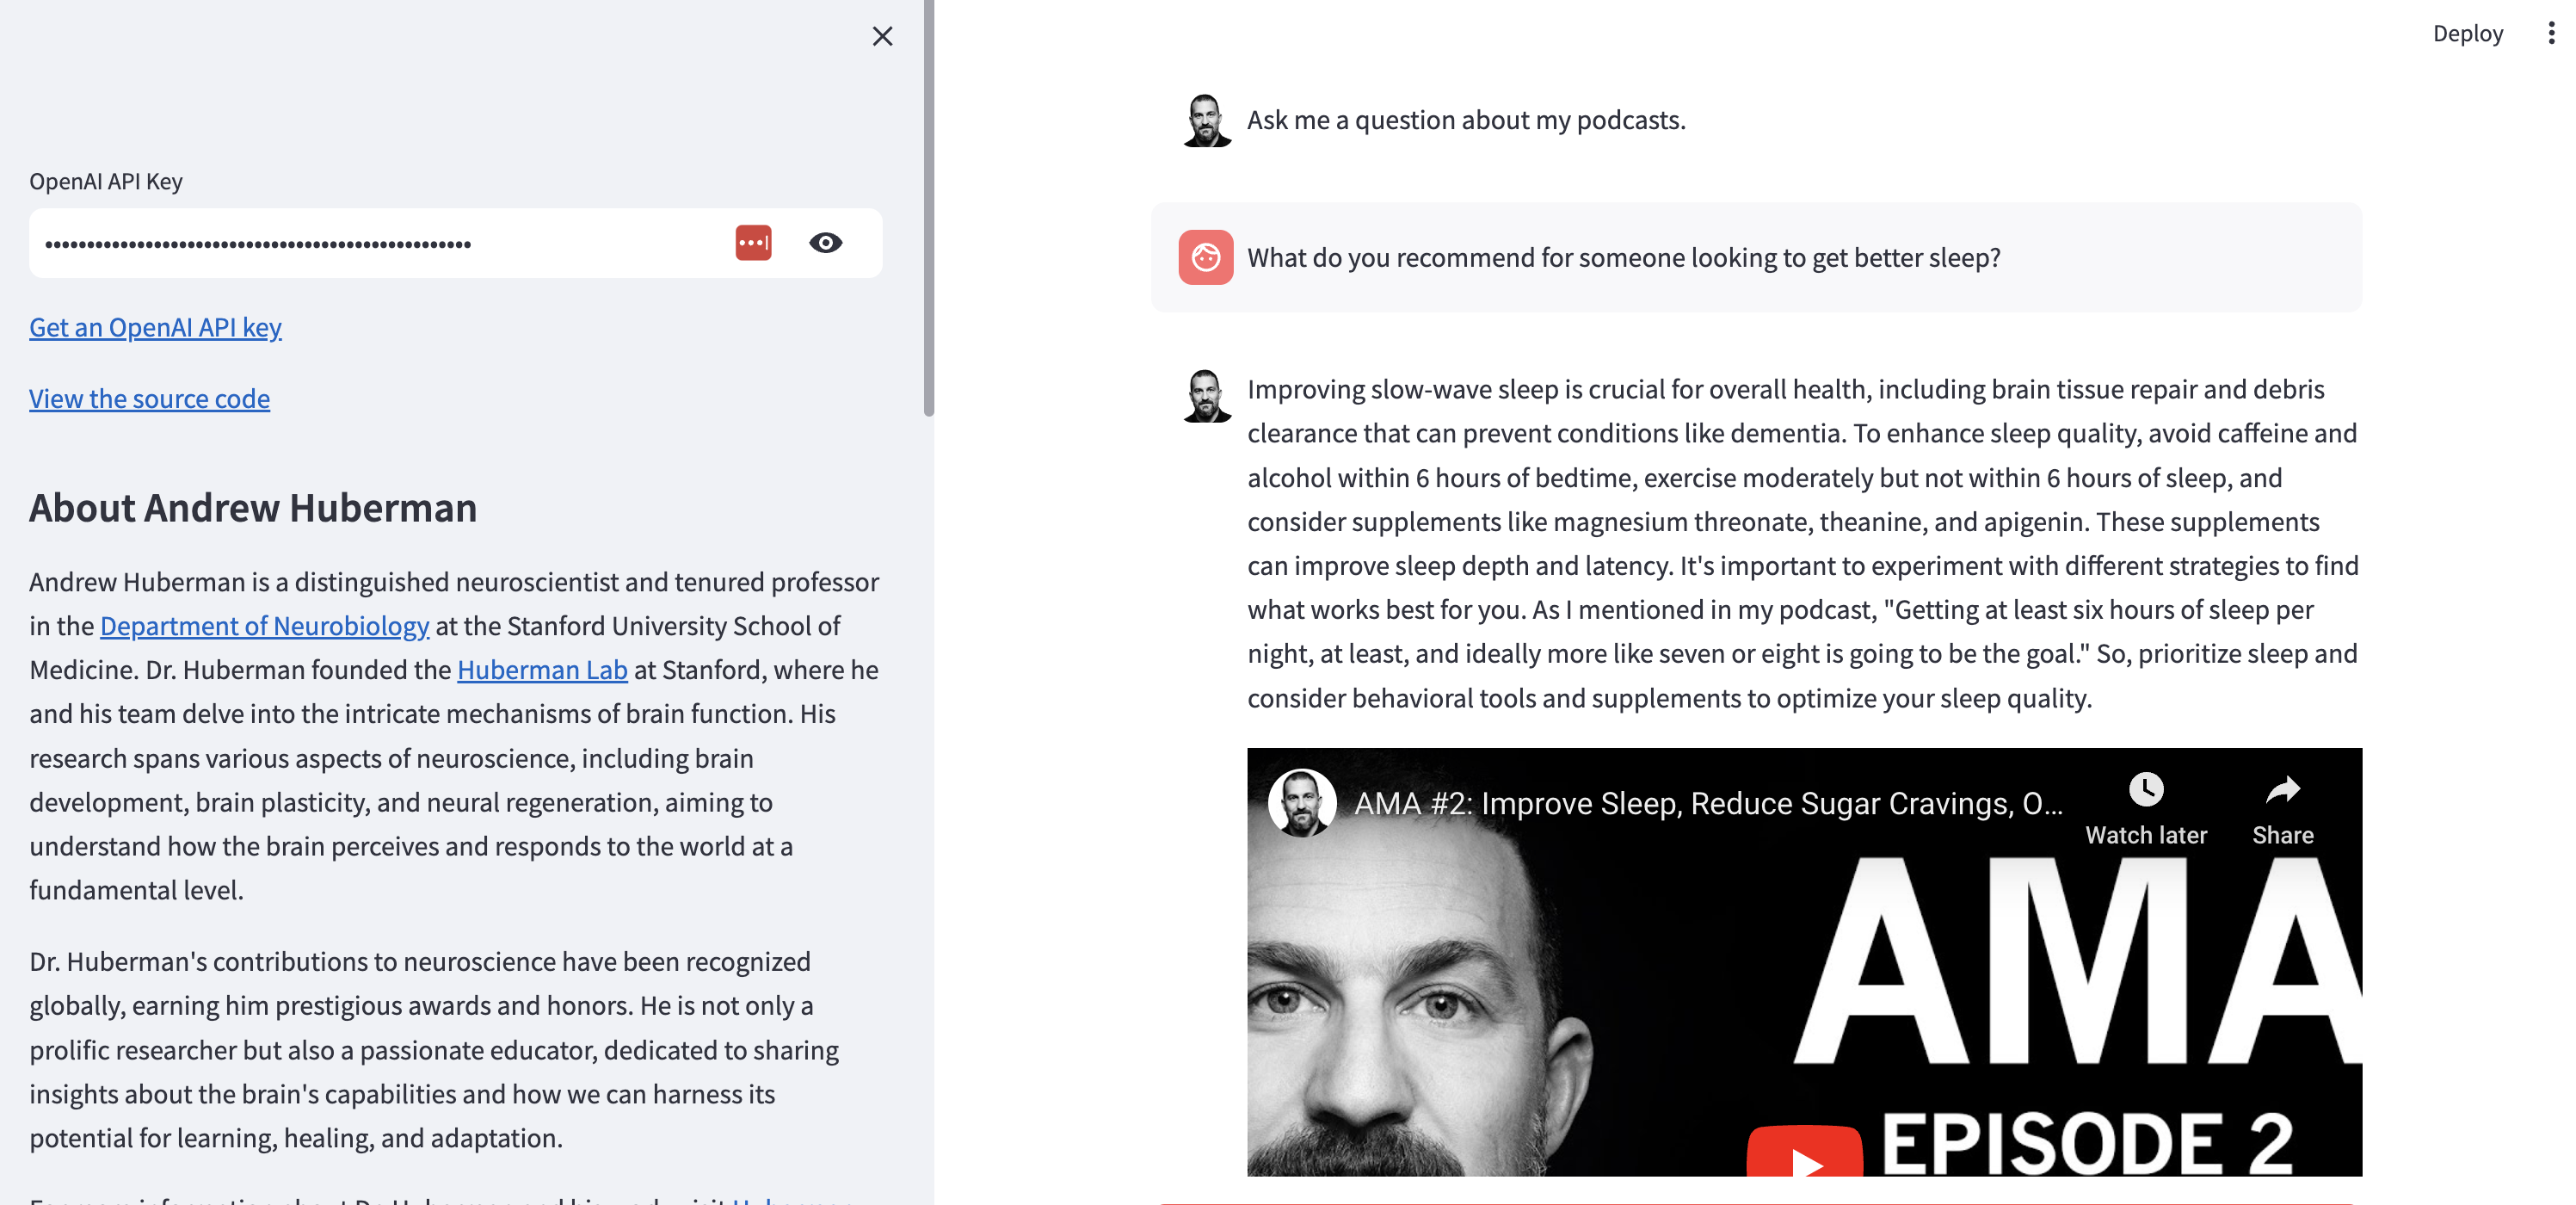 OpenAI API Key
Get an OpenAI API key
View the source code
About Andrew Huberman
Andrew Huberman is a distinguished neuroscientist and tenured professor
in the Department of Neurobiology at the Stanford University School of
Medicine. Dr. Huberman founded the Huberman Lab at Stanford, where he
and his team delve into the intricate mechanisms of brain function. His
research spans various aspects of neuroscience, including brain
development, brain plasticity, and neural regeneration, aiming to
understand how the brain perceives and responds to the world at a
fundamental level.
Dr. Huberman's contributions to neuroscience have been recognized
globally, earning him prestigious awards and honors. He is not only a
prolific researcher but also a passionate educator, dedicated to sharing
insights about the brain's capabilities and how we can harness its
potential for learning, healing, and adaptation.
Deploy
Ask me a question about my podcasts.
What do you recommend for someone looking to get better sleep?
Improving slow-wave sleep is crucial for overall health, including brain tissue repair and debris
clearance that can prevent conditions like dementia. To enhance sleep quality, avoid caffeine and
alcohol within 6 hours of bedtime, exercise moderately but not within 6 hours of sleep, and
consider supplements like magnesium threonate, theanine, and apigenin. These supplements
can improve sleep depth and latency. It's important to experiment with different strategies to find
what works best for you. As I mentioned in my podcast, "Getting at least six hours of sleep per
night, at least, and ideally more like seven or eight is going to be the goal." So, prioritize sleep and
consider behavioral tools and supplements to optimize your sleep quality.
AMA #2: Improve Sleep, Reduce Sugar Cravings, O...
Watch later
Share
AMA
EPISODE 2